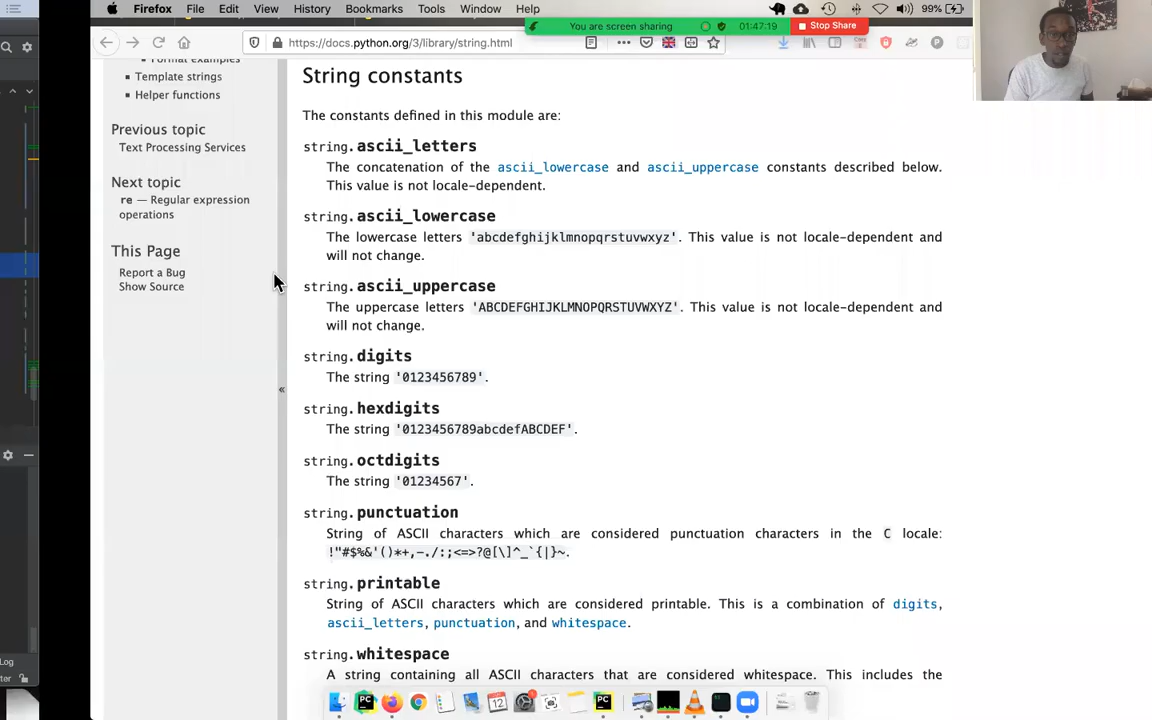 Firefox File Edit View History Bookmarks Tools Window Help
99%
You are screen sharing 01:47:19 Stop Share
https://docs.python.org/3/library/string.html
Template strings
Helper functions
Previous topic
Text Processing Services
Next topic
re — Regular expression
operations
This Page
Report a Bug
Show Source
«
String constants
The constants defined in this module are:
string.ascii_letters
The concatenation of the ascii_lowercase and ascii_uppercase constants described below.
This value is not locale-dependent.
string.ascii_lowercase
The lowercase letters 'abcdefghijklmnopqrstuvwxyz'. This value is not locale-dependent and
will not change.
string.ascii_uppercase
The uppercase letters 'ABCDEFGHIJKLMNOPQRSTUVWXYZ'. This value is not locale-dependent and
will not change.
string.digits
The string '0123456789'.
string.hexdigits
The string '0123456789abcdefABCDEF'.
string.octdigits
The string '01234567'.
string.punctuation
String of ASCII characters which are considered punctuation characters in the C locale:
!"#$%&'()*+,-./:;<=>?@[\]^_`{|}~.
string.printable
String of ASCII characters which are considered printable. This is a combination of digits,
ascii_letters, punctuation, and whitespace.
string.whitespace
A string containing all ASCII characters that are considered whitespace. This includes the
Log
PC
12
PC